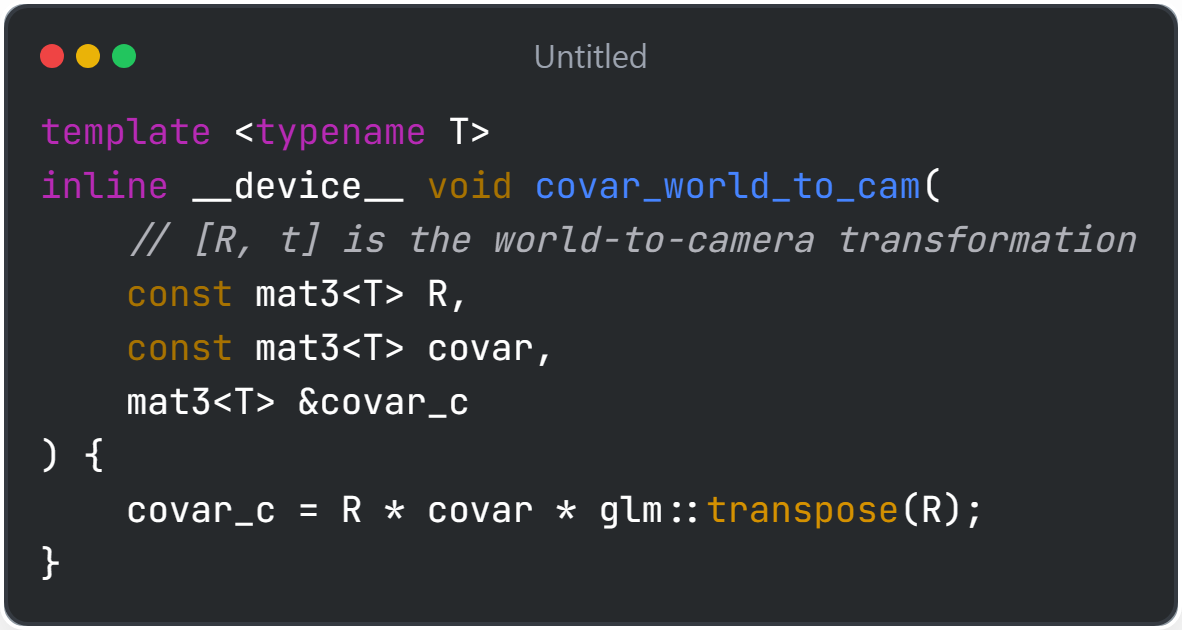 Untitled
template <typename T>
inline __device__ void covar_world_to_cam(
    // [R, t] is the world-to-camera transformation
    const mat3<T> R,
    const mat3<T> covar,
    mat3<T> &covar_c
) {
    covar_c = R * covar * glm::transpose(R);
}